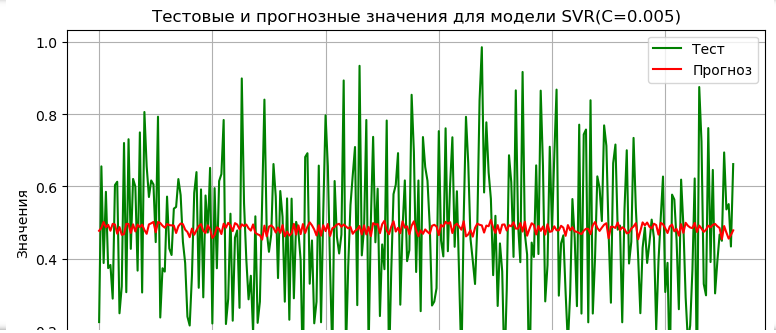 Тестовые и прогнозные значения для модели SVR(C=0.005)
Тест
Прогноз
Значения
1.0
0.8
0.6
0.4